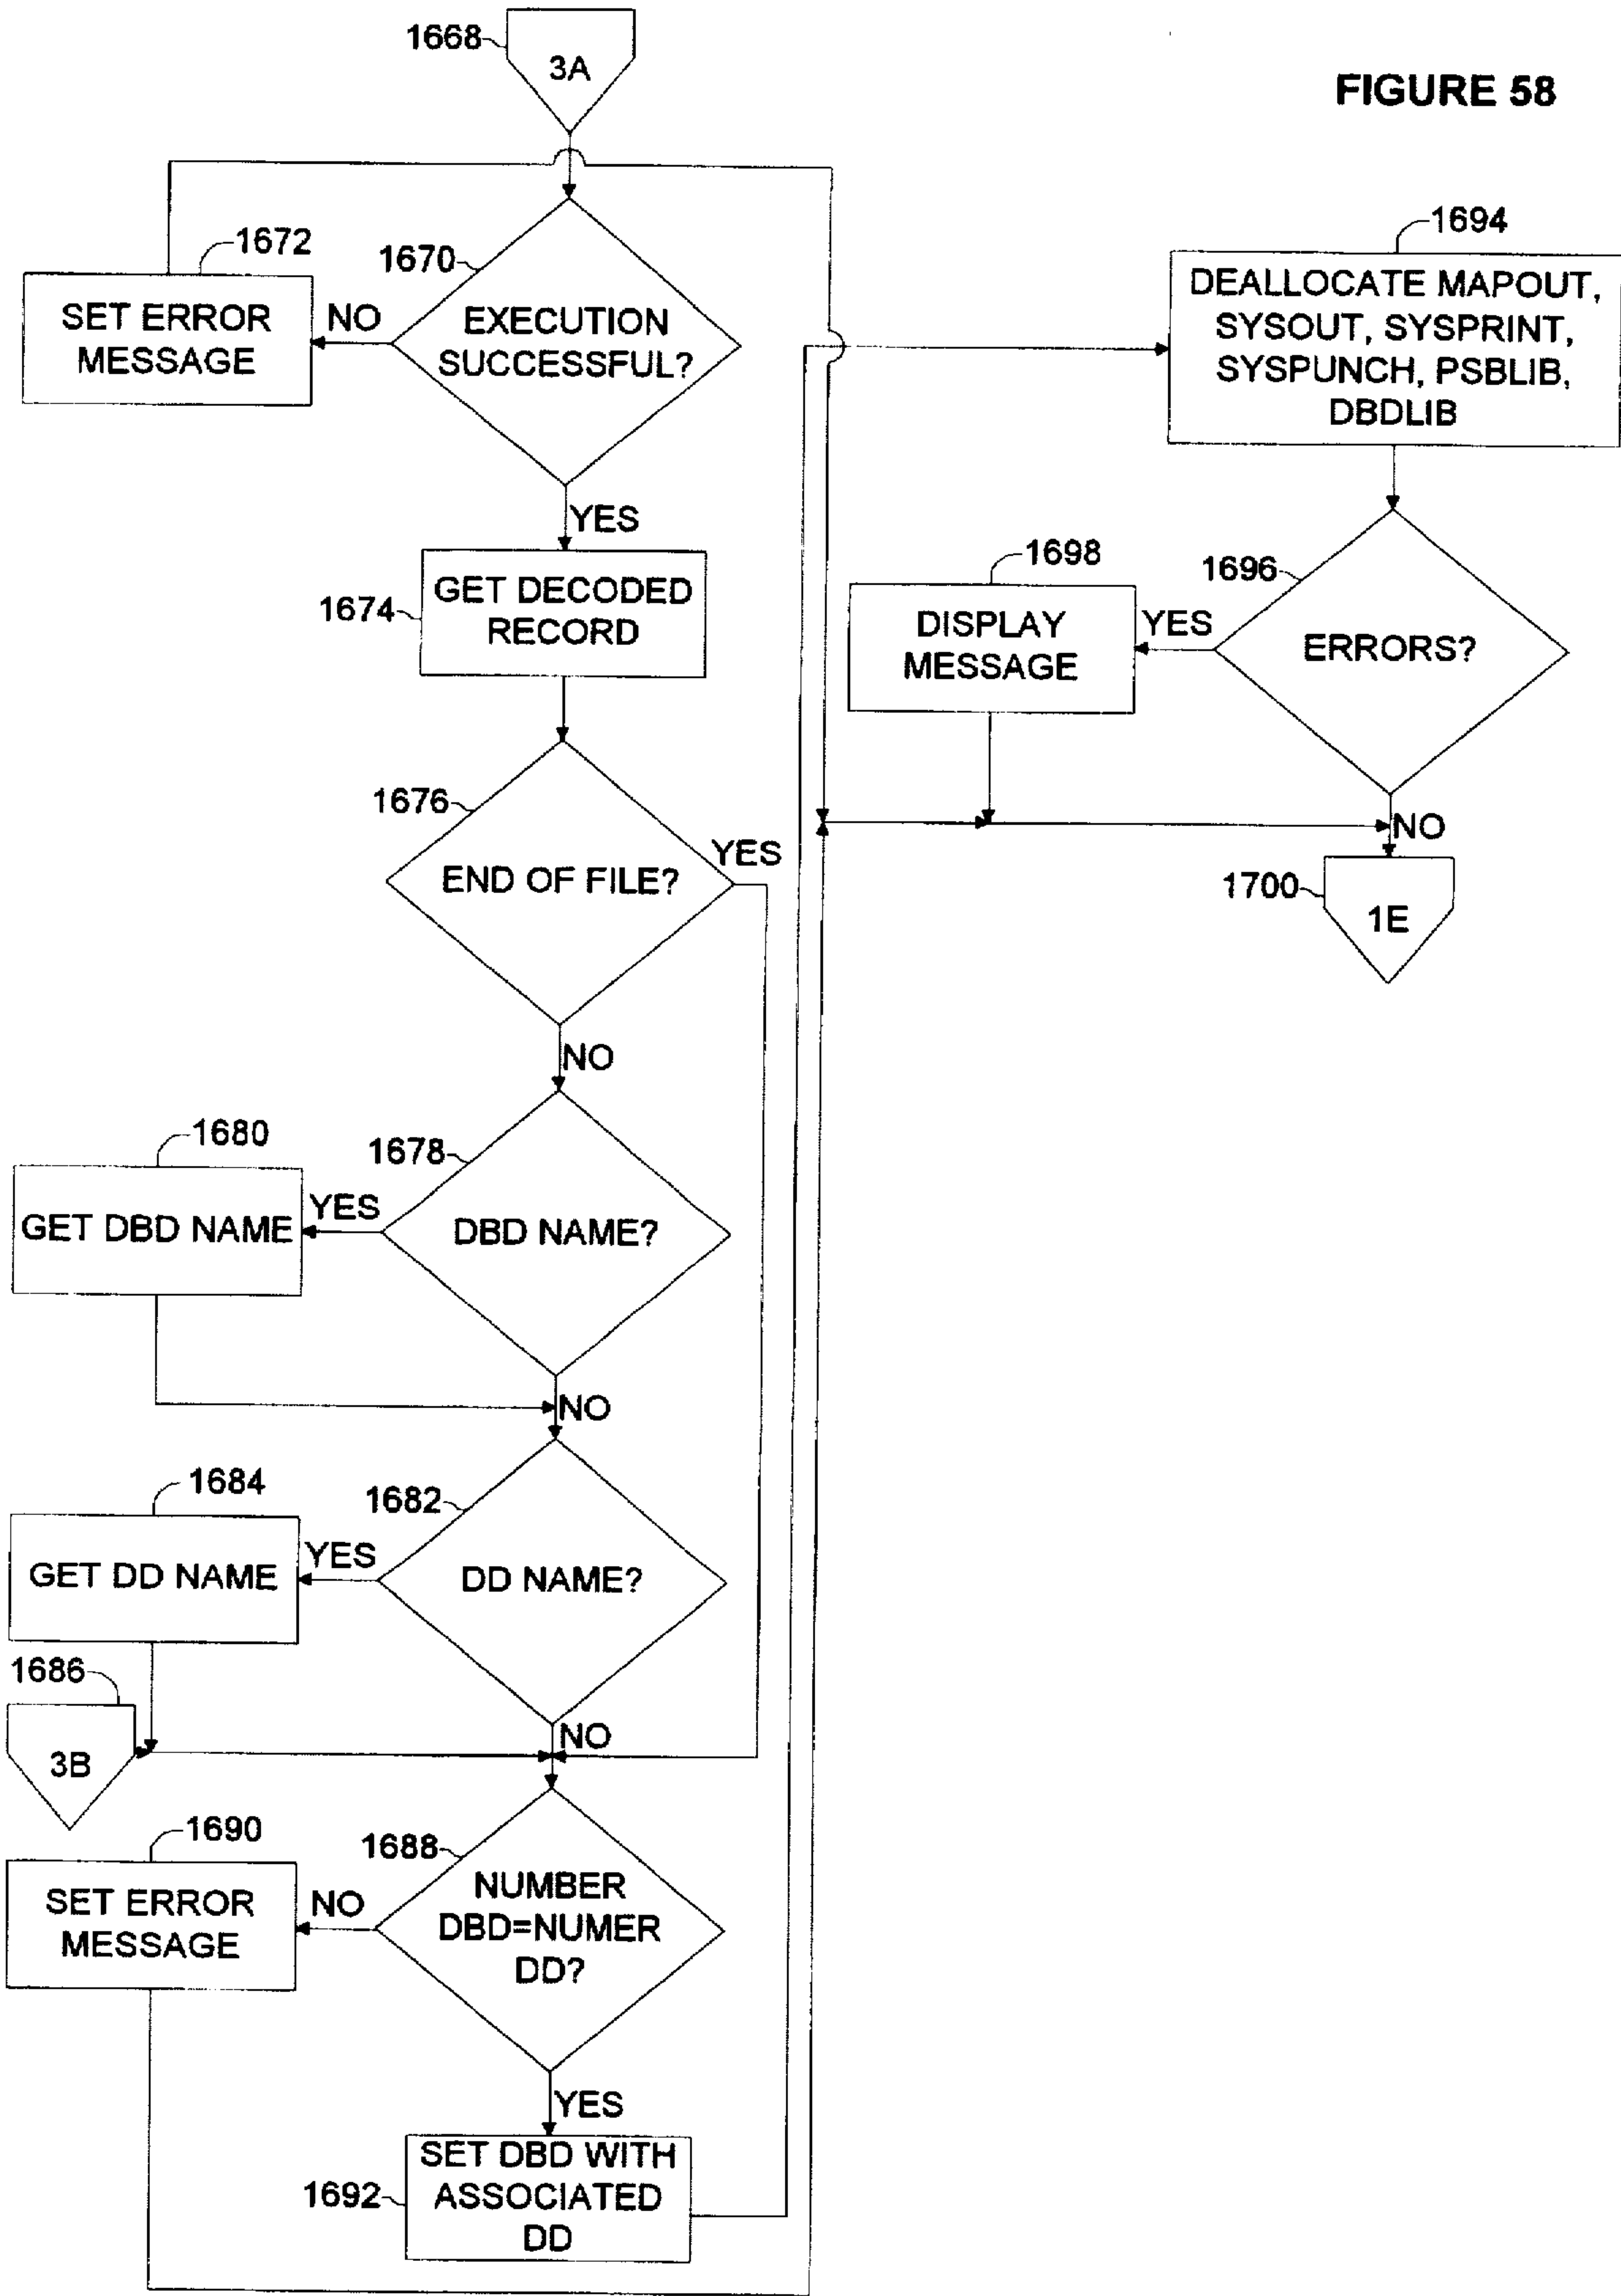 1668
3A
FIGURE 58
1672
SET ERROR
MESSAGE
NO
1670
EXECUTION
SUCCESSFUL?
YES
1674
GET DECODED
RECORD
1676
END OF FILE?
YES
NO
1680
GET DBD NAME
YES
1678
DBD NAME?
NO
1684
GET DD NAME
YES
1682
DD NAME?
NO
1686
3B
1690
SET ERROR
MESSAGE
NO
1688
NUMBER
DBD=NUMER
DD?
YES
1692
SET DBD WITH
ASSOCIATED
DD
1694
DEALLOCATE MAPOUT,
SYSOUT, SYSPRINT,
SYSPUNCH, PSBLIB,
DBDLIB
1698
DISPLAY
MESSAGE
YES
1696
ERRORS?
NO
1700
1E